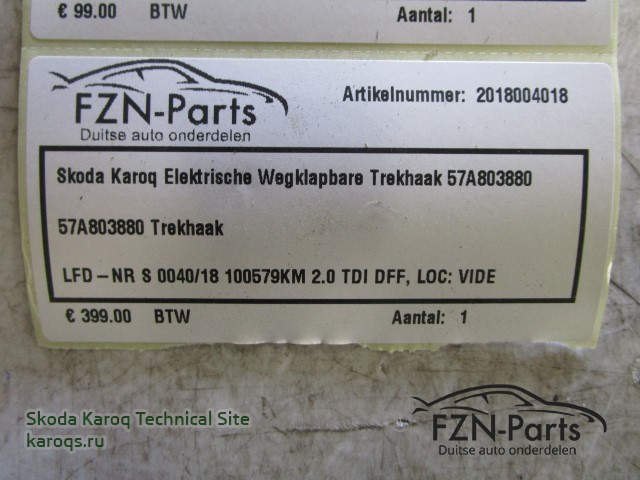 € 99.00 BTW Aantal: 1
FZN-Parts
Duitse auto onderdelen
Artikelnummer: 2018004018
Skoda Karoq Elektrische Wegklapbare Trekhaak 57A803880
57A803880 Trekhaak
LFD-NR S 0040/18 100579KM 2.0 TDI DFF, LOC: VIDE
€ 399.00 BTW Aantal: 1
Skoda Karoq Technical Site
karoqs.ru
FZN-Parts
Duitse auto onderdelen